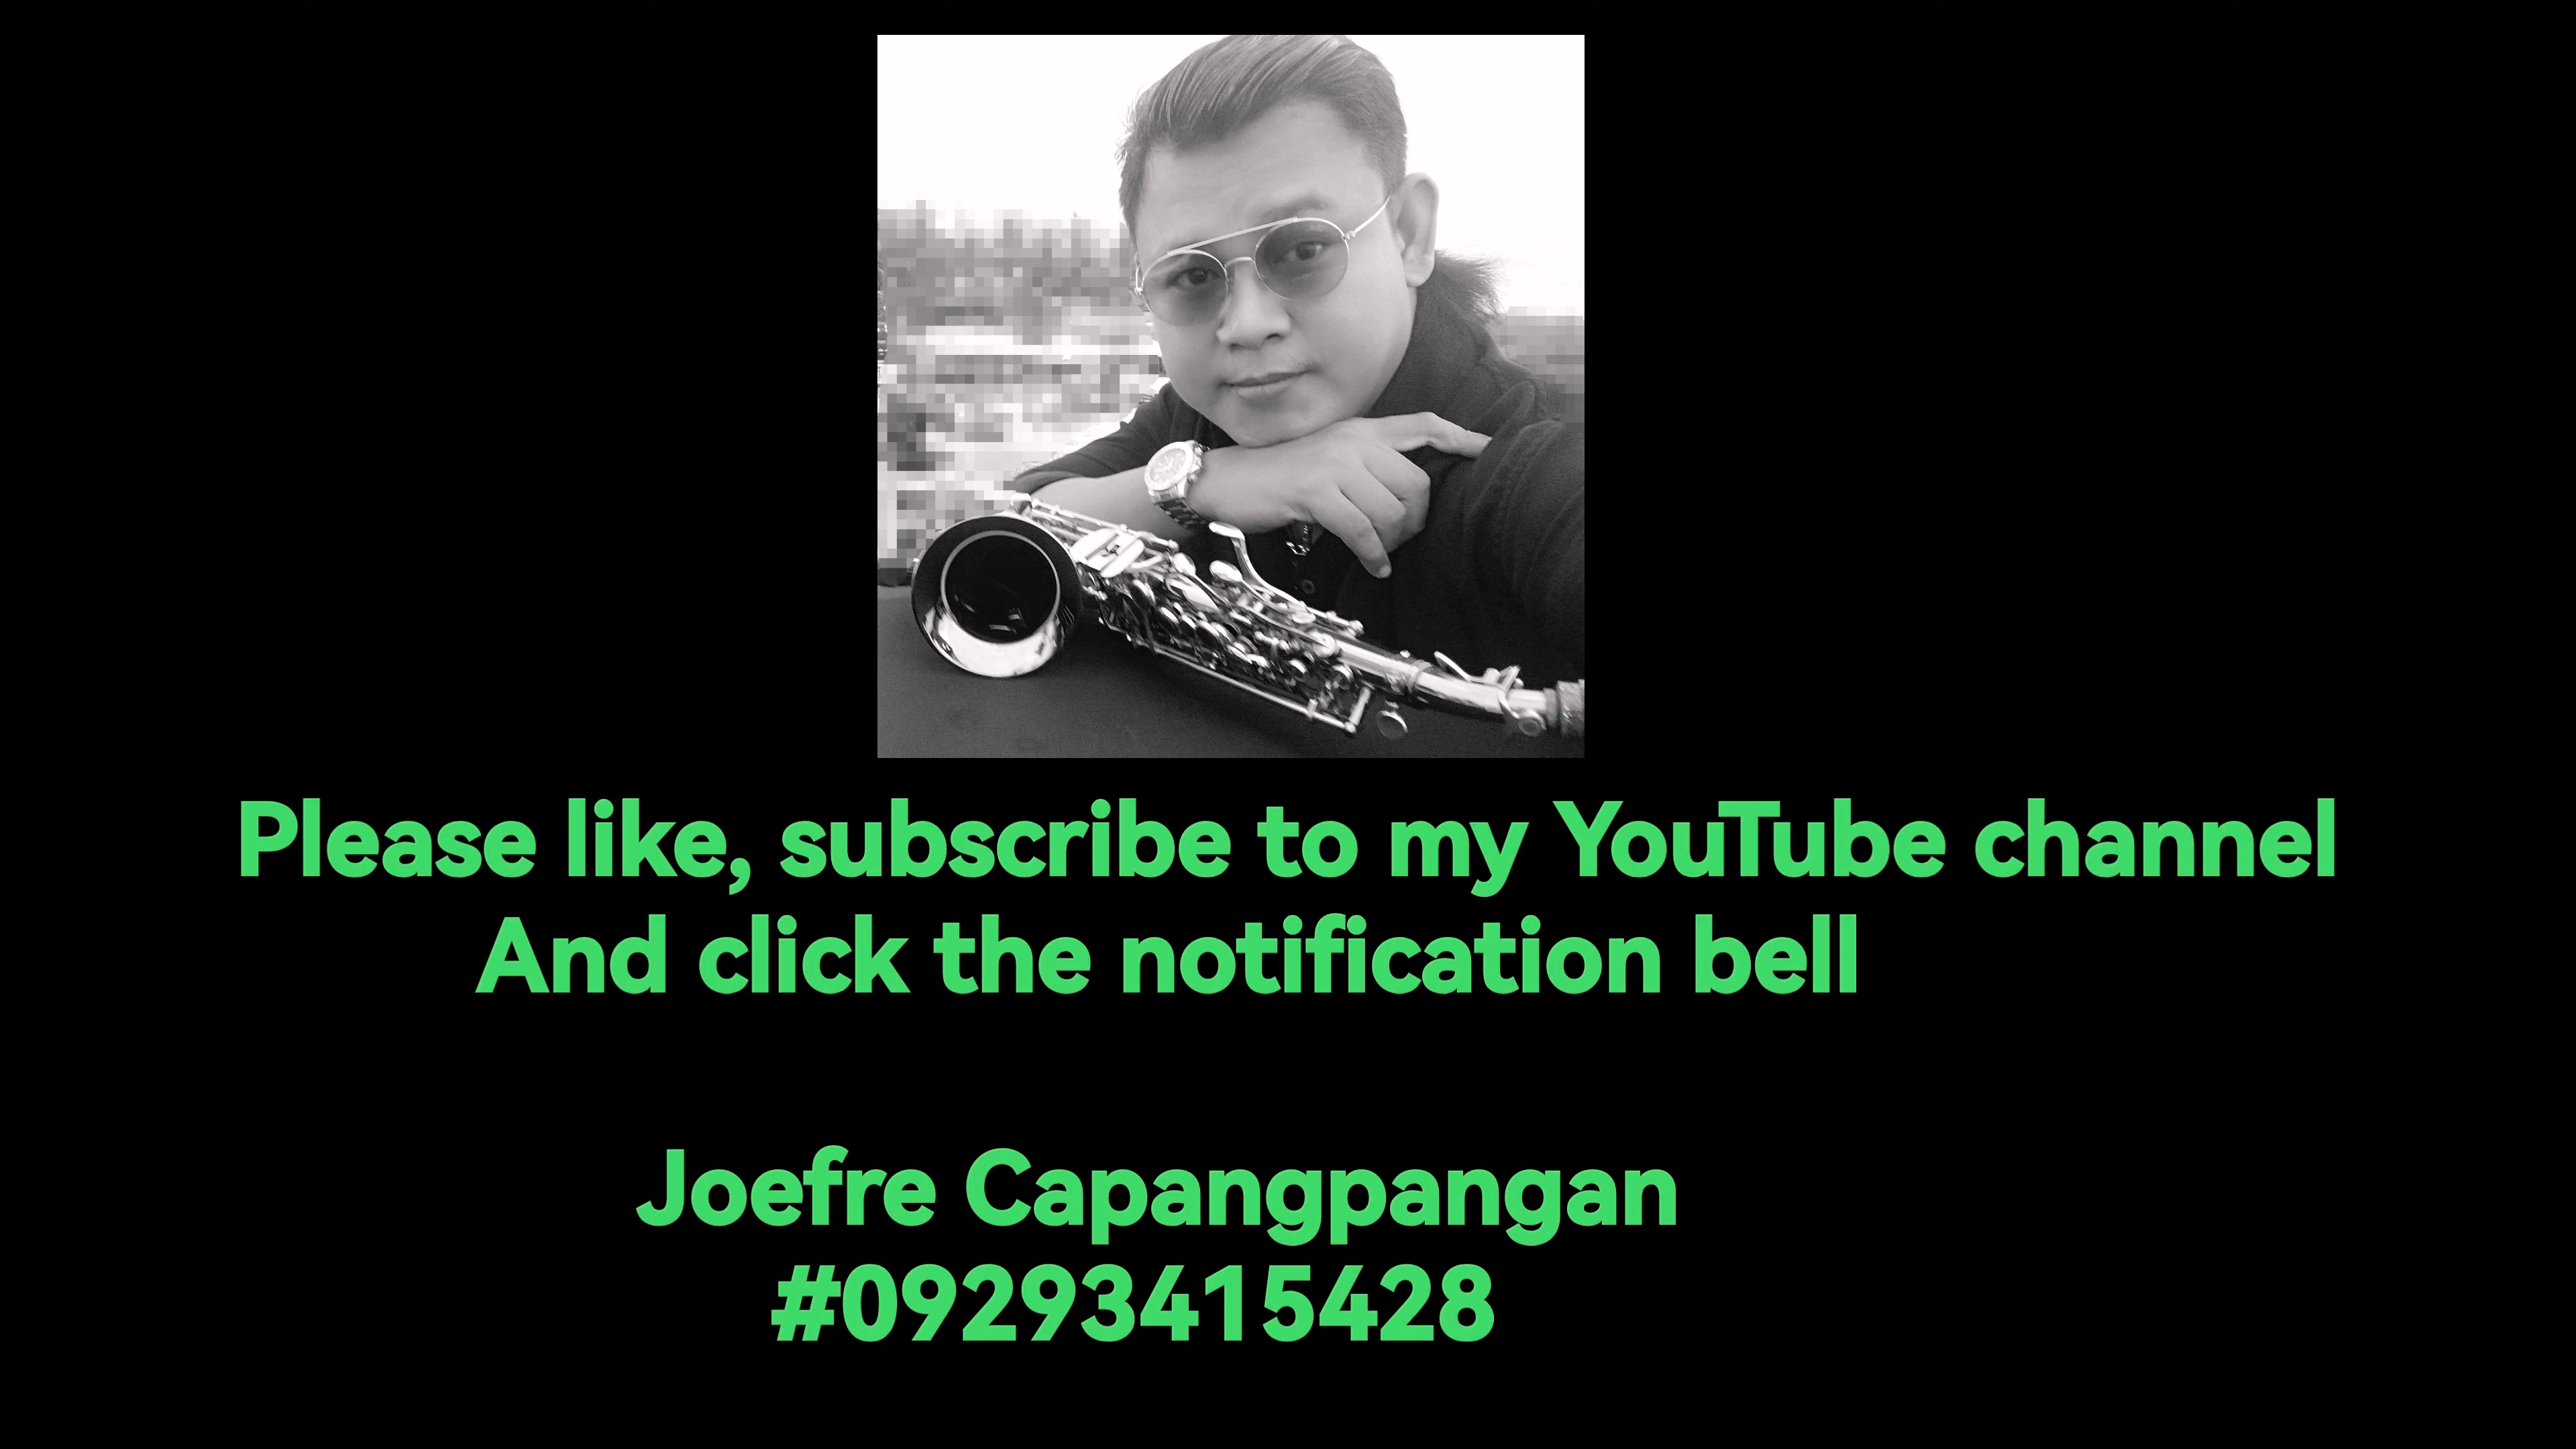 Please like, subscribe to my YouTube channel
And click the notification bell
Joefre Capangpangan
#09293415428